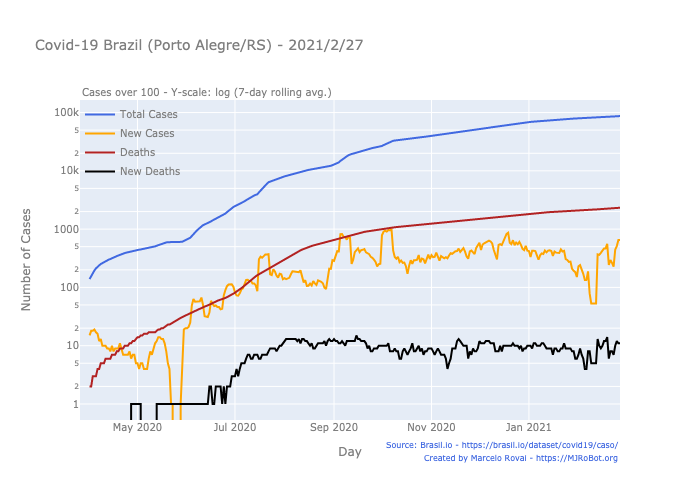 Covid-19 Brazil (Porto Alegre/RS) - 2021/2/27
Cases over 100 - Y-scale: log (7-day rolling avg.)
Total Cases
New Cases
Deaths
New Deaths
100k
5
2
10k
5
2
1000
5
2
100
5
2
10
5
2
1
Number of Cases
May 2020
Jul 2020
Sep 2020
Nov 2020
Jan 2021
Day
Source: Brasil.io - https://brasil.io/dataset/covid19/caso/
Created by Marcelo Rovai - https://MJRoBot.org